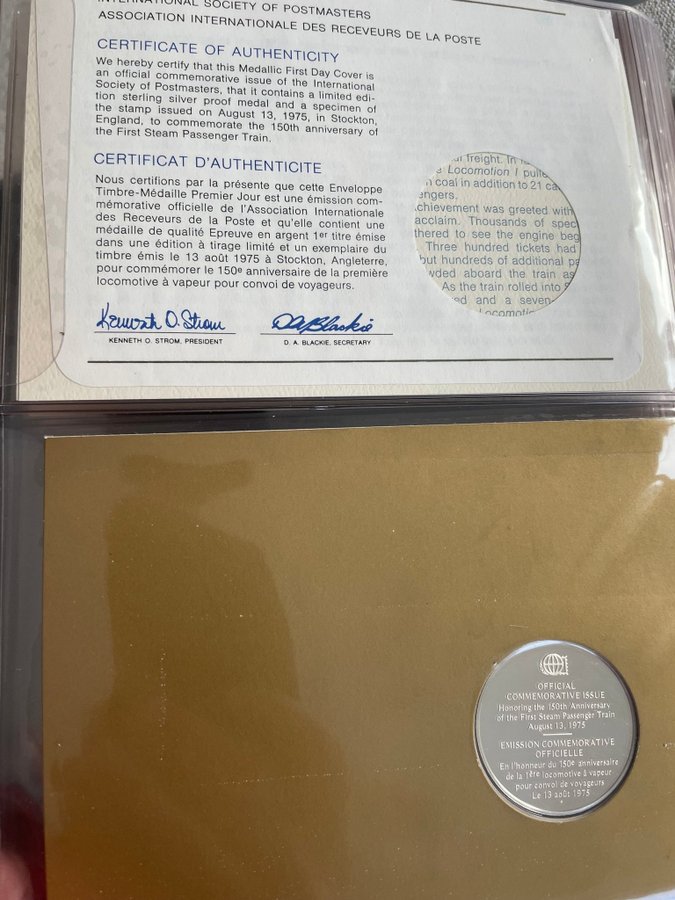 INTERNATIONAL SOCIETY OF POSTMASTERS
ASSOCIATION INTERNATIONALE DES RECEVEURS DE LA POSTE
CERTIFICATE OF AUTHENTICITY
We hereby certify that this Medallic First Day Cover is
an official commemorative issue of the International
Society of Postmasters, that it contains a limited edi-
tion sterling silver proof medal and a specimen of
the stamp issued on August 13, 1975, in Stockton,
England, to commemorate the 150th anniversary of
the First Steam Passenger Train.
CERTIFICAT D'AUTHENTICITE
Nous certifions par la présente que cette Enveloppe
Timbre-Médaille Premier Jour est une émission com-
mémorative officielle de l'Association Internationale
des Receveurs de la Poste et qu'elle contient une
médaille de qualité Epreuve en argent 1er titre émise
dans une édition à tirage limité et un exemplaire du
timbre émis le 13 août 1975 à Stockton, Angleterre,
pour commémorer le 150e anniversaire de la première
locomotive à vapeur pour convoi de voyageurs.
Kenneth O. Strom
D A Blackie
KENNETH O. STROM, PRESIDENT
D. A. BLACKIE, SECRETARY
freight. In
Locomotion I pulle
coal in addition to 21 ca
engers.
chievement was greeted with
acclaim. Thousands of spec
thered to see the engine beg
Three hundred tickets had
but hundreds of additional pa
wded aboard the train as
As the train rolled into
ed and a seven-
Locomoti
OFFICIAL
COMMEMORATIVE ISSUE
Honoring the 150th Anniversary
of the First Steam Passenger Train
August 13, 1975
EMISSION COMMEMORATIVE
OFFICIELLE
En l'honneur du 150e anniversaire
de la 1ère locomotive à vapeur
pour convoi de voyageurs
Le 13 août 1975